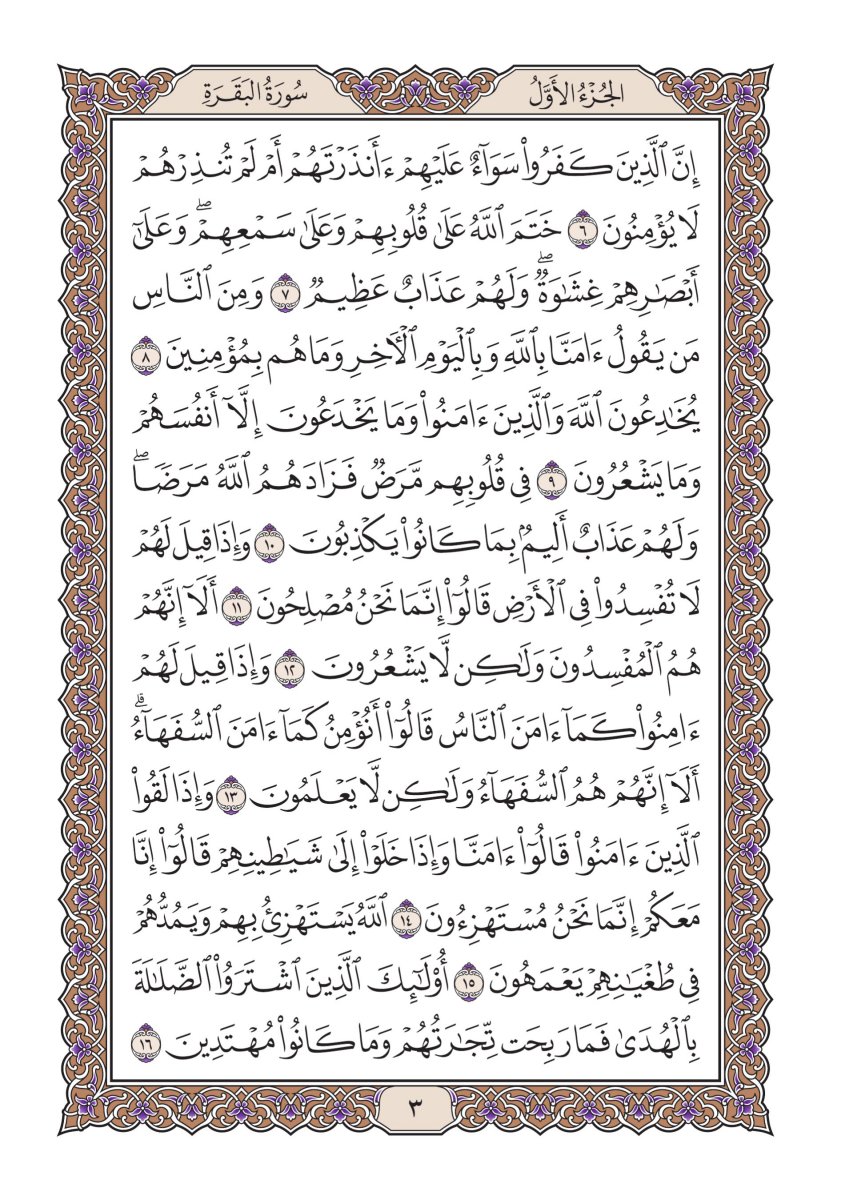 الجُزْءُ الأَوَّلُ
سُورَةُ البَقَرَةِ
إِنَّ ٱلَّذِينَ كَفَرُوا۟ سَوَآءٌ عَلَيْهِمْ ءَأَنذَرْتَهُمْ أَمْ لَمْ تُنذِرْهُمْ
لَا يُؤْمِنُونَ ٦ خَتَمَ ٱللَّهُ عَلَىٰ قُلُوبِهِمْ وَعَلَىٰ سَمْعِهِمْ ۖ وَعَلَىٰٓ
أَبْصَـٰرِهِمْ غِشَـٰوَةٌ ۖ وَلَهُمْ عَذَابٌ عَظِيمٌ ٧ وَمِنَ ٱلنَّاسِ
مَن يَقُولُ ءَامَنَّا بِٱللَّهِ وَبِٱلْيَوْمِ ٱلْـَٔاخِرِ وَمَا هُم بِمُؤْمِنِينَ ٨
يُخَـٰدِعُونَ ٱللَّهَ وَٱلَّذِينَ ءَامَنُوا۟ وَمَا يَخْدَعُونَ إِلَّآ أَنفُسَهُمْ
وَمَا يَشْعُرُونَ ٩ فِى قُلُوبِهِم مَّرَضٌ فَزَادَهُمُ ٱللَّهُ مَرَضًا ۖ
وَلَهُمْ عَذَابٌ أَلِيمٌۢ بِمَا كَانُوا۟ يَكْذِبُونَ ١٠ وَإِذَا قِيلَ لَهُمْ
لَا تُفْسِدُوا۟ فِى ٱلْأَرْضِ قَالُوٓا۟ إِنَّمَا نَحْنُ مُصْلِحُونَ ١١ أَلَآ إِنَّهُمْ
هُمُ ٱلْمُفْسِدُونَ وَلَـٰكِن لَّا يَشْعُرُونَ ١٢ وَإِذَا قِيلَ لَهُمْ
ءَامِنُوا۟ كَمَآ ءَامَنَ ٱلنَّاسُ قَالُوٓا۟ أَنُؤْمِنُ كَمَآ ءَامَنَ ٱلسُّفَهَآءُ ۗ
أَلَآ إِنَّهُمْ هُمُ ٱلسُّفَهَآءُ وَلَـٰكِن لَّا يَعْلَمُونَ ١٣ وَإِذَا لَقُوا۟
ٱلَّذِينَ ءَامَنُوا۟ قَالُوٓا۟ ءَامَنَّا وَإِذَا خَلَوْا۟ إِلَىٰ شَيَـٰطِينِهِمْ قَالُوٓا۟ إِنَّا
مَعَكُمْ إِنَّمَا نَحْنُ مُسْتَهْزِءُونَ ١٤ ٱللَّهُ يَسْتَهْزِئُ بِهِمْ وَيَمُدُّهُمْ
فِى طُغْيَـٰنِهِمْ يَعْمَهُونَ ١٥ أُو۟لَـٰٓئِكَ ٱلَّذِينَ ٱشْتَرَوُا۟ ٱلضَّلَـٰلَةَ
بِٱلْهُدَىٰ فَمَا رَبِحَت تِّجَـٰرَتُهُمْ وَمَا كَانُوا۟ مُهْتَدِينَ ١٦
٣